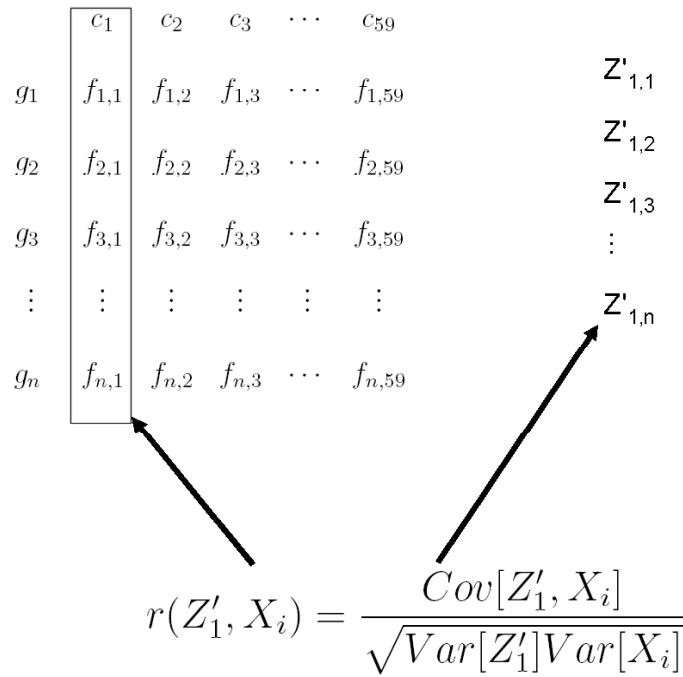 c₁ c₂ c₃ ⋯ c₅₉
Z'₁,₁
g₁ f₁,₁ f₁,₂ f₁,₃ ⋯ f₁,₅₉
Z'₁,₂
g₂ f₂,₁ f₂,₂ f₂,₃ ⋯ f₂,₅₉
Z'₁,₃
g₃ f₃,₁ f₃,₂ f₃,₃ ⋯ f₃,₅₉
⋮
⋮ ⋮ ⋮ ⋮ ⋮
Z'₁,ₙ
gₙ fₙ,₁ fₙ,₂ fₙ,₃ ⋯ fₙ,₅₉
r(Z′₁, Xᵢ) = Cov[Z′₁, Xᵢ] / √Var[Z′₁]Var[Xᵢ]